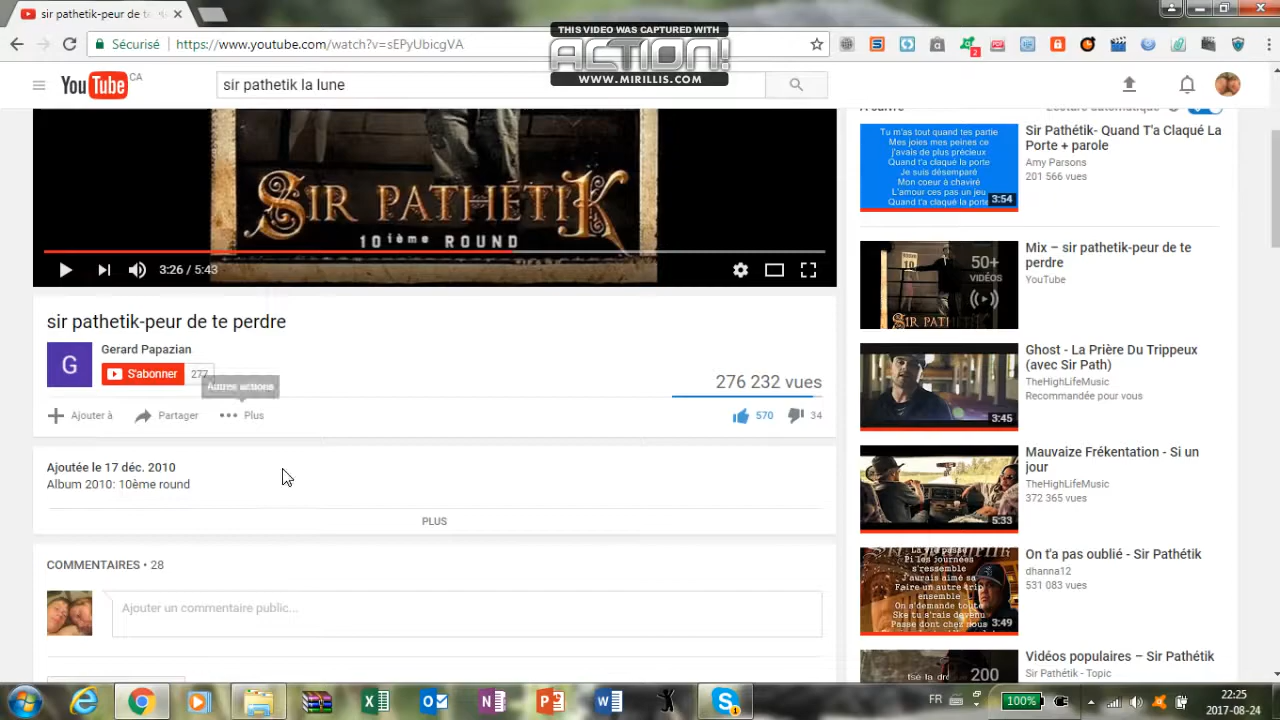 sir pathetik-peur de te
THIS VIDEO WAS CAPTURED WITH
ACTION!
WWW.MIRILLIS.COM
Sécurisé
https://www.youtube.com/watch?v=sEPyUbicgVA
2
YouTube CA
sir pathetik la lune
SIR PATHETIK
10ième ROUND
3:26 / 5:43
sir pathetik-peur de te perdre
G
Gerard Papazian
S'abonner 277
Autres actions
276 232 vues
Ajouter à
Partager
Plus
570
34
Ajoutée le 17 déc. 2010
Album 2010: 10ème round
PLUS
COMMENTAIRES • 28
Ajouter un commentaire public...
Tu m'as tout quand tes partie
Mes joies mes peines ce
j'avais de plus précieux
Quand t'a claqué la porte
Je suis désemparé
Mon coeur à chaviré
L'amour ces pas un jeu
Quand t'a claqué la porte
3:54
Sir Pathétik- Quand T'a Claqué La
Porte + parole
Amy Parsons
201 566 vues
50+
VIDÉOS
Mix – sir pathetik-peur de te
perdre
YouTube
3:45
Ghost - La Prière Du Trippeux
(avec Sir Path)
TheHighLifeMusic
Recommandée pour vous
5:33
Mauvaize Frékentation - Si un
jour
TheHighLifeMusic
372 365 vues
La vie passe
Pi les journées
s'ressemble
J'aurais aimé sa
Faire un autre trip
ensemble
On s'demande toute
Ske tu s'rais devenu
Passe dont chez nous
3:49
On t'a pas oublié - Sir Pathétik
dhanna12
531 083 vues
200
Vidéos populaires – Sir Pathétik
Sir Pathétik - Topic
FR
100%
22:25
2017-08-24